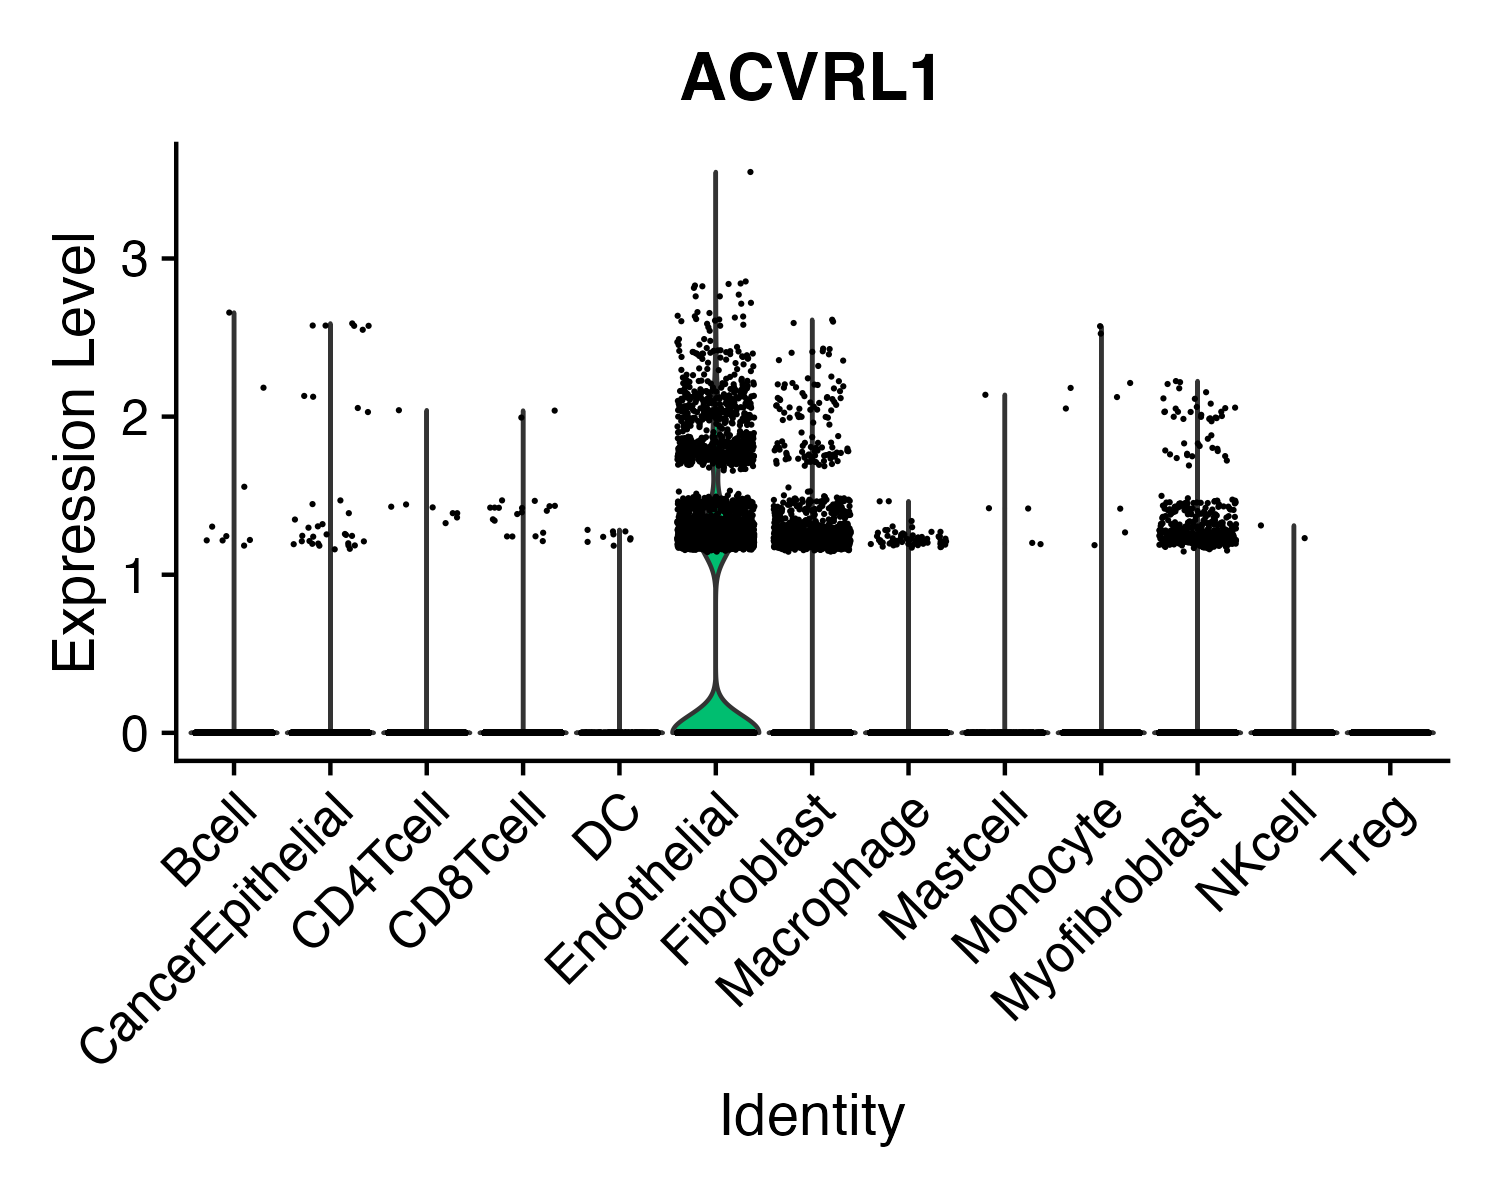 ACVRL1
Expression Level
3
2
1
0
Bcell
CancerEpithelial
CD4Tcell
CD8Tcell
DC
Endothelial
Fibroblast
Macrophage
Mastcell
Monocyte
Myofibroblast
NKcell
Treg
Identity